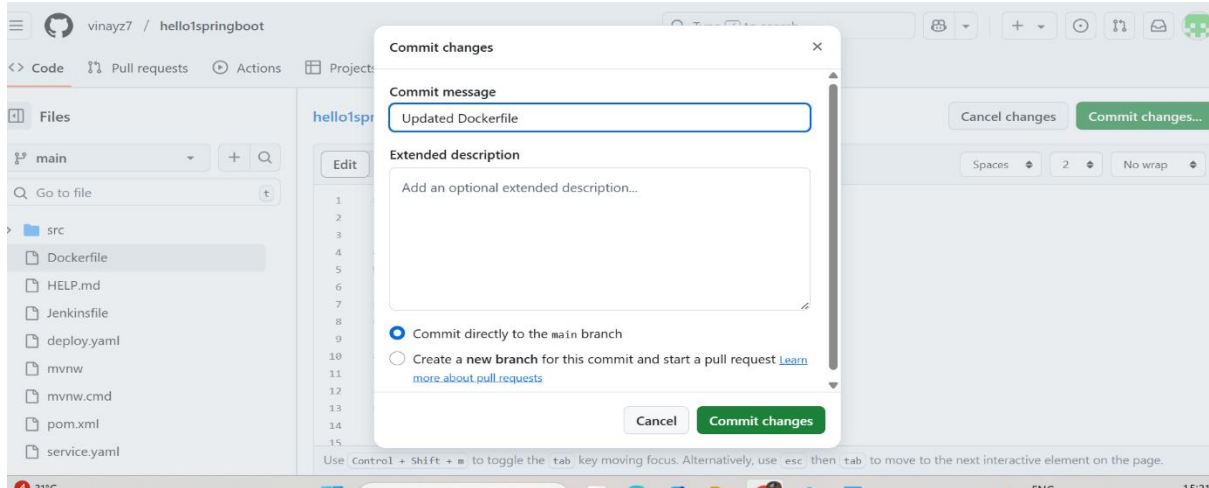 vinayz7 / hello1springboot
Code Pull requests Actions Projects
Files
main
Go to file t
src
Dockerfile
HELP.md
Jenkinsfile
deploy.yaml
mvnw
mvnw.cmd
pom.xml
service.yaml
hello1spr
Cancel changes Commit changes...
Edit
Spaces 2 No wrap
1
2
3
4
5
6
7
8
9
10
11
12
13
14
15
Commit changes
Commit message
Updated Dockerfile
Extended description
Add an optional extended description...
Commit directly to the main branch
Create a new branch for this commit and start a pull request Learn
more about pull requests
Cancel Commit changes
Use Control + Shift + m to toggle the tab key moving focus. Alternatively, use esc then tab to move to the next interactive element on the page.